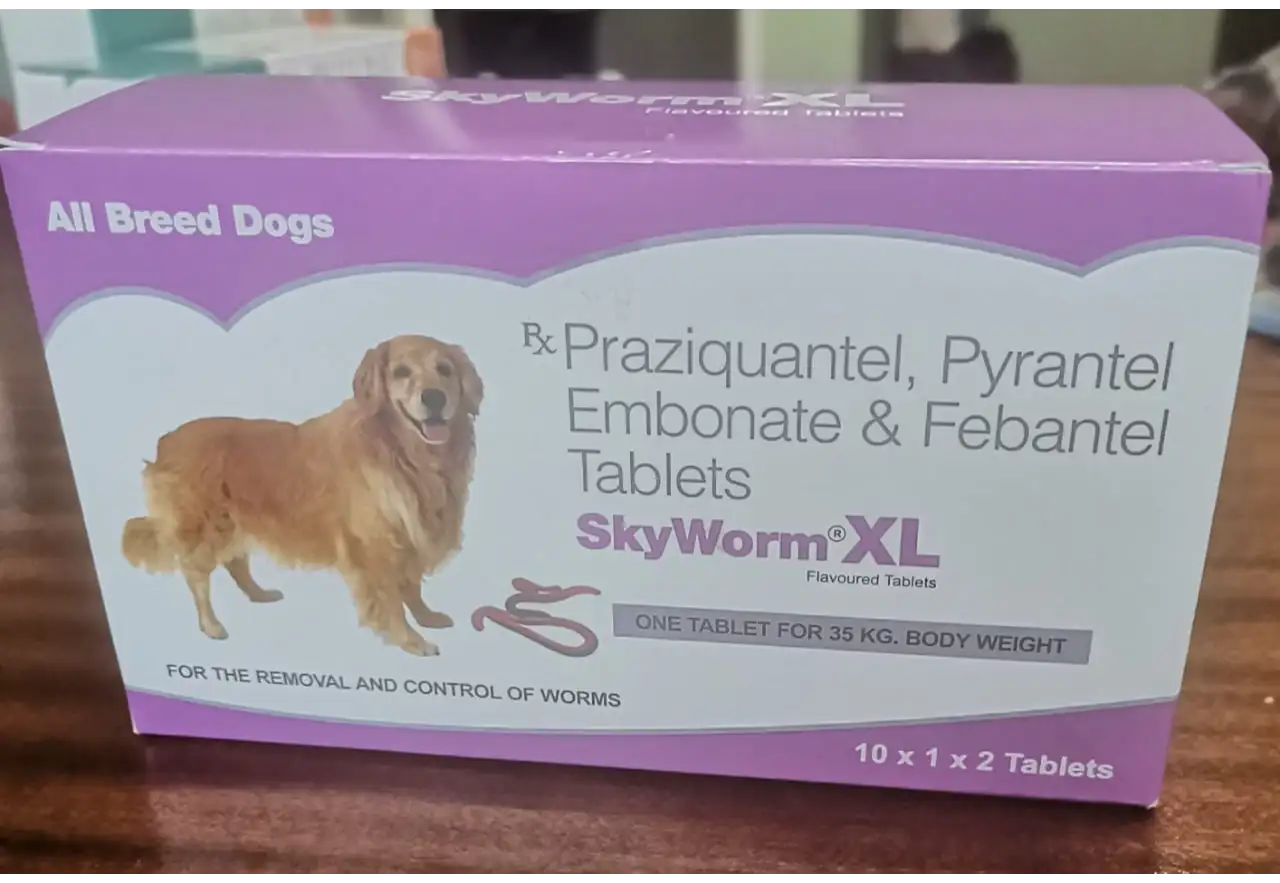 SkyWorm XL
Flavoured Tablets
All Breed Dogs
Rx Praziquantel, Pyrantel
Embonate & Febantel
Tablets
SkyWorm® XL
Flavoured Tablets
ONE TABLET FOR 35 KG. BODY WEIGHT
FOR THE REMOVAL AND CONTROL OF WORMS
10 x 1 x 2 Tablets